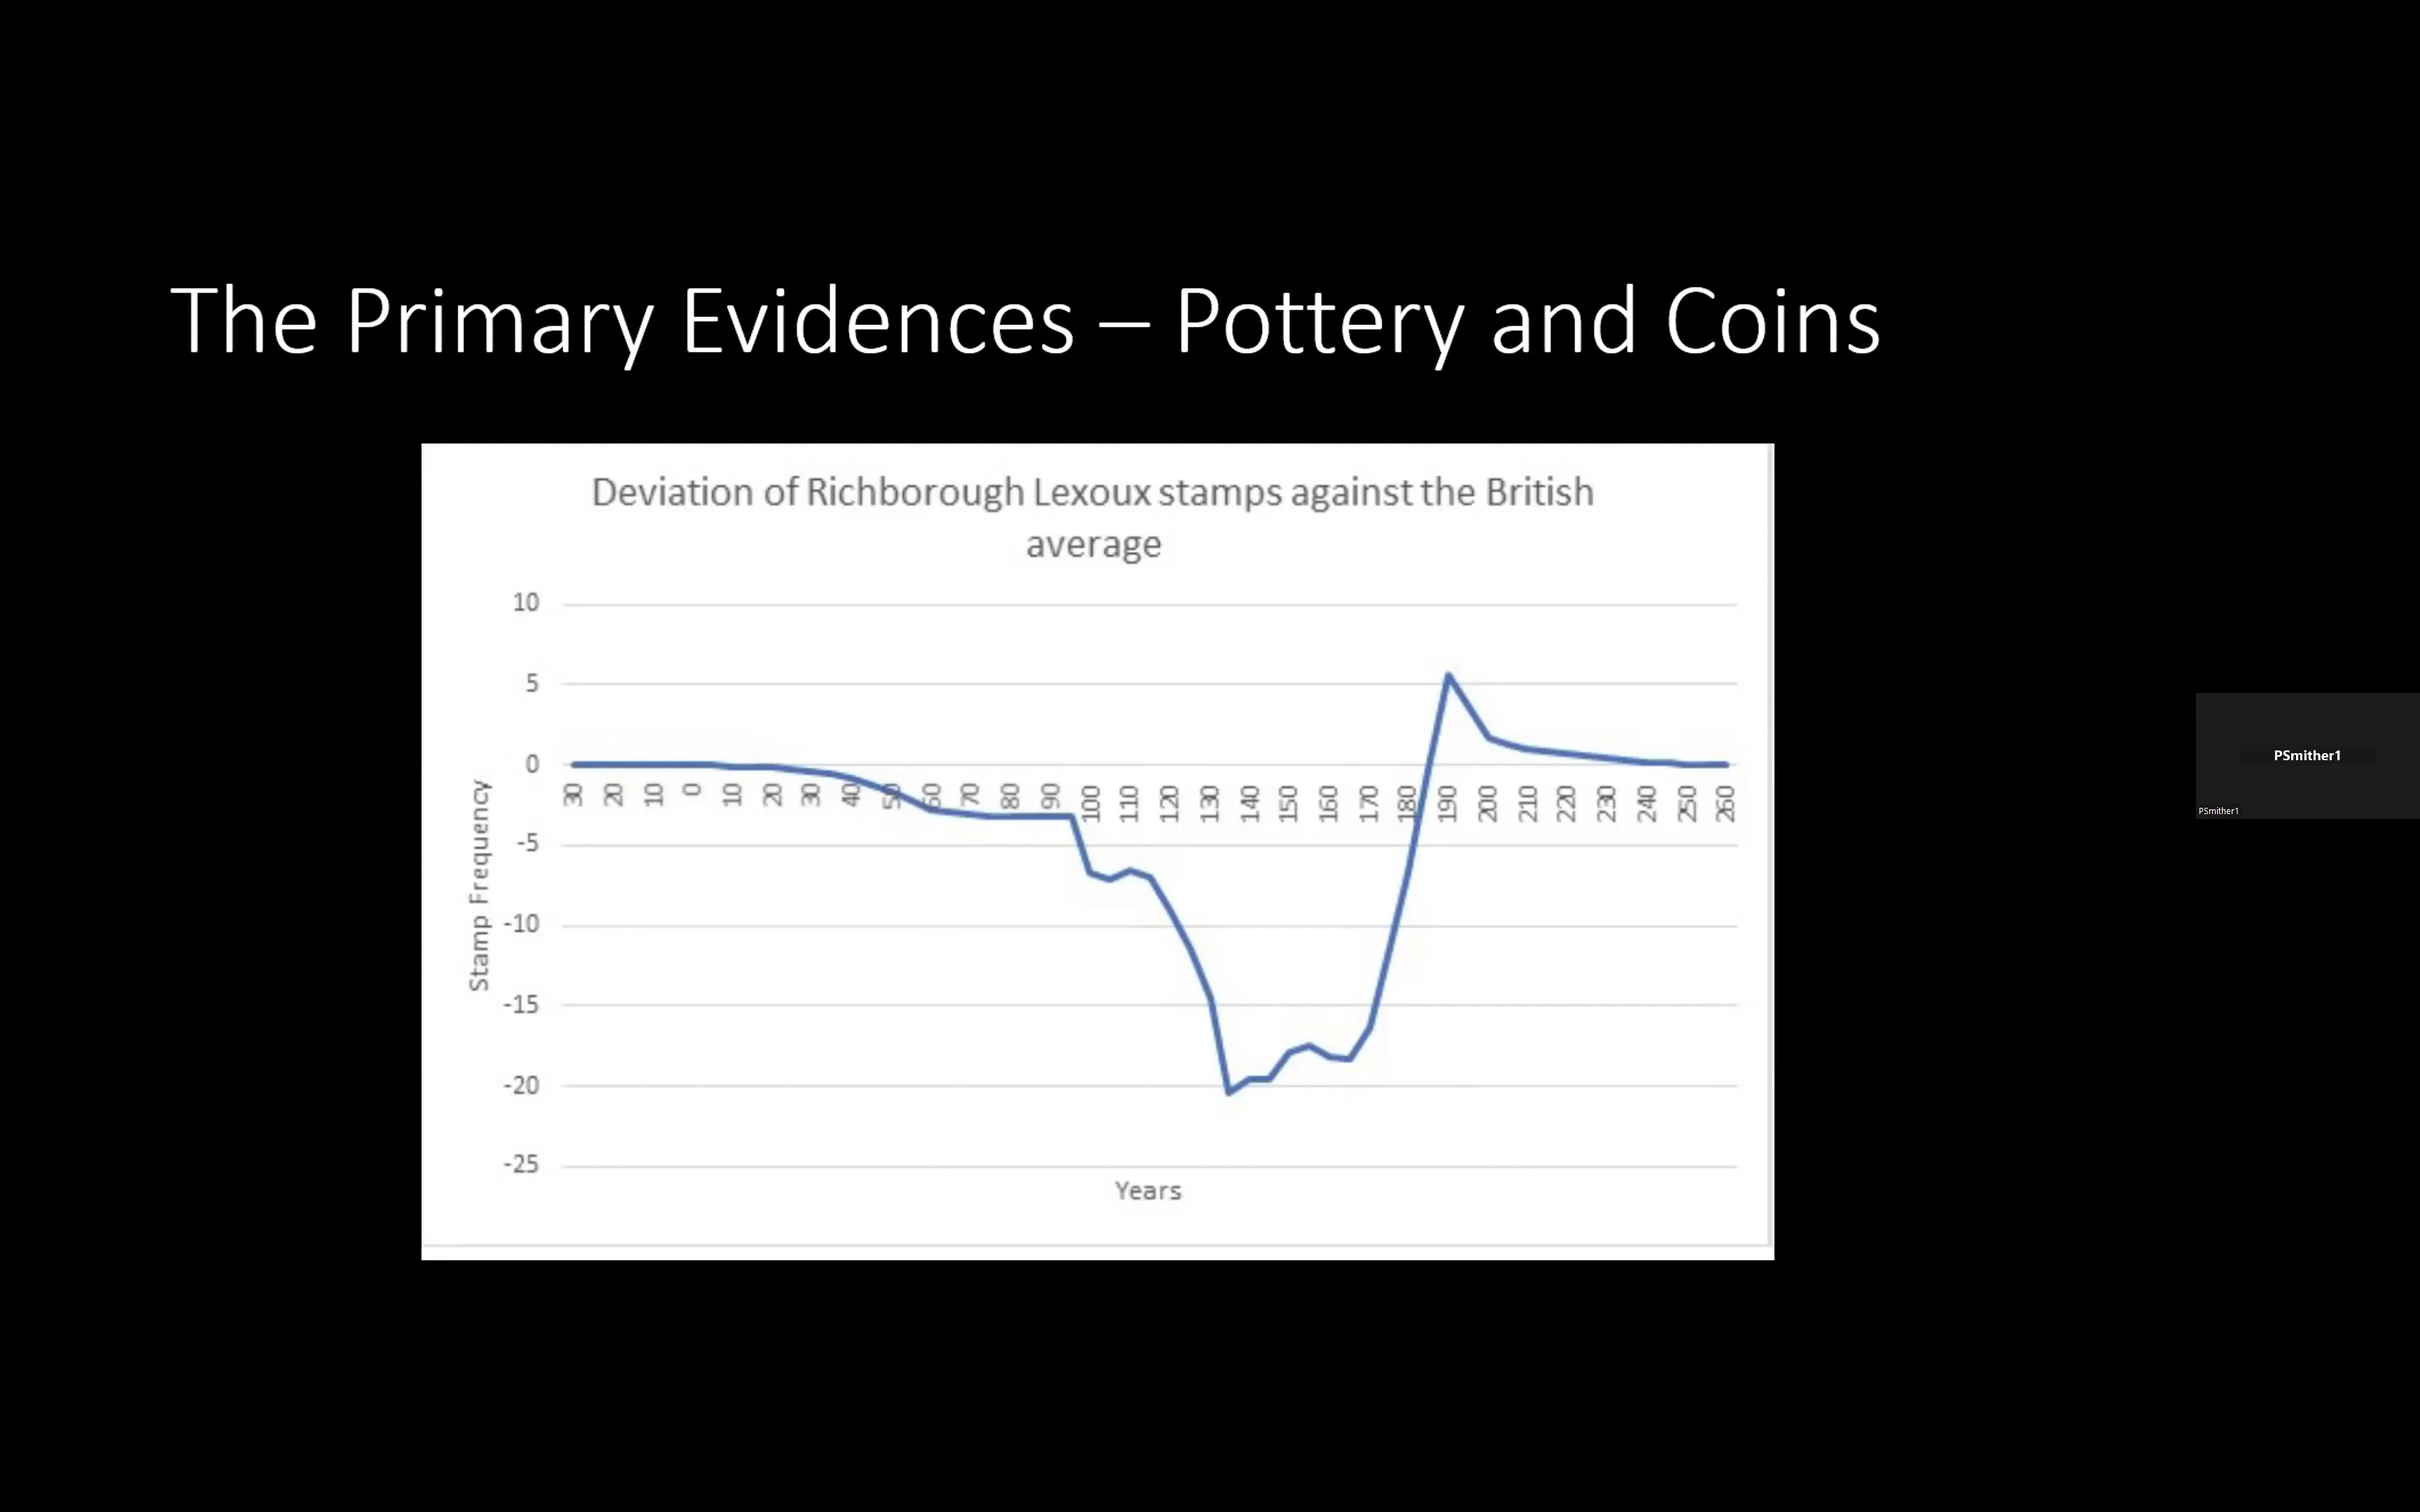 The Primary Evidences – Pottery and Coins
Deviation of Richborough Lexoux stamps against the British
average
10
5
0
-5
-10
-15
-20
-25
Stamp Frequency
30 20 10 0 10 20 30 40 50 60 70 80 90 100 110 120 130 140 150 160 170 180 190 200 210 220 230 240 250 260
Years
PSmither1
PSmither1